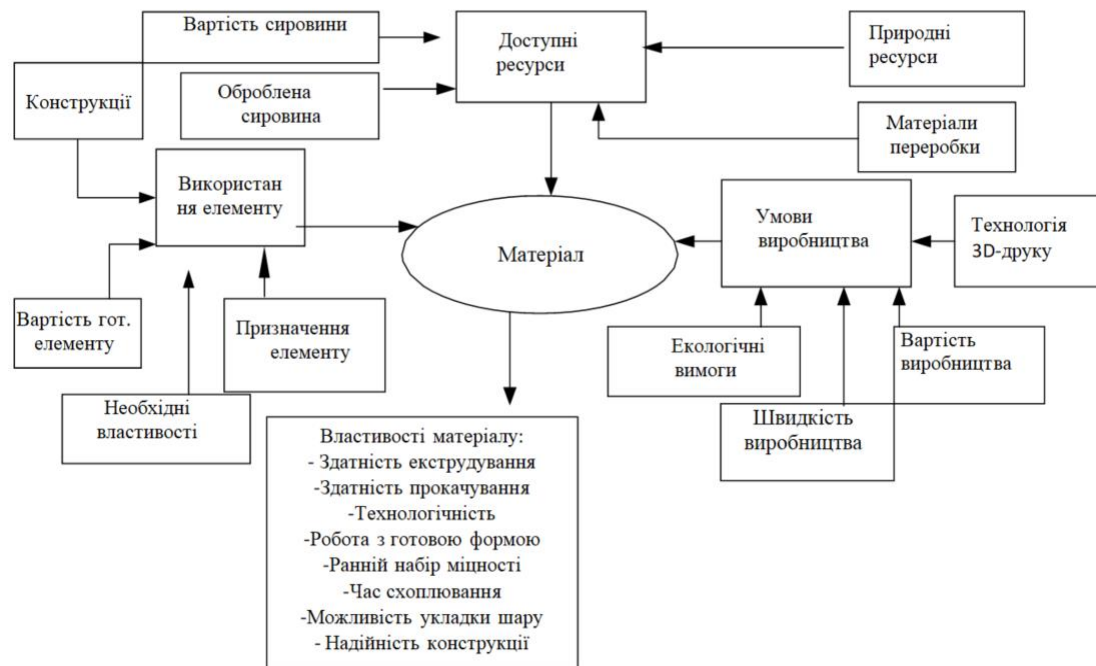 Вартість сировини
Доступні
ресурси
Природні
ресурси
Конструкції
Оброблена
сировина
Матеріали
переробки
Використан
ня елементу
Матеріал
Умови
виробництва
Технологія
3D-друку
Вартість гот.
елементу
Призначення
елементу
Екологічні
вимоги
Вартість
виробництва
Необхідні
властивості
Швидкість
виробництва
Властивості матеріалу:
- Здатність екструдування
-Здатність прокачування
-Технологічність
-Робота з готовою формою
-Ранній набір міцності
-Час схоплювання
-Можливість укладки шару
- Надійність конструкції